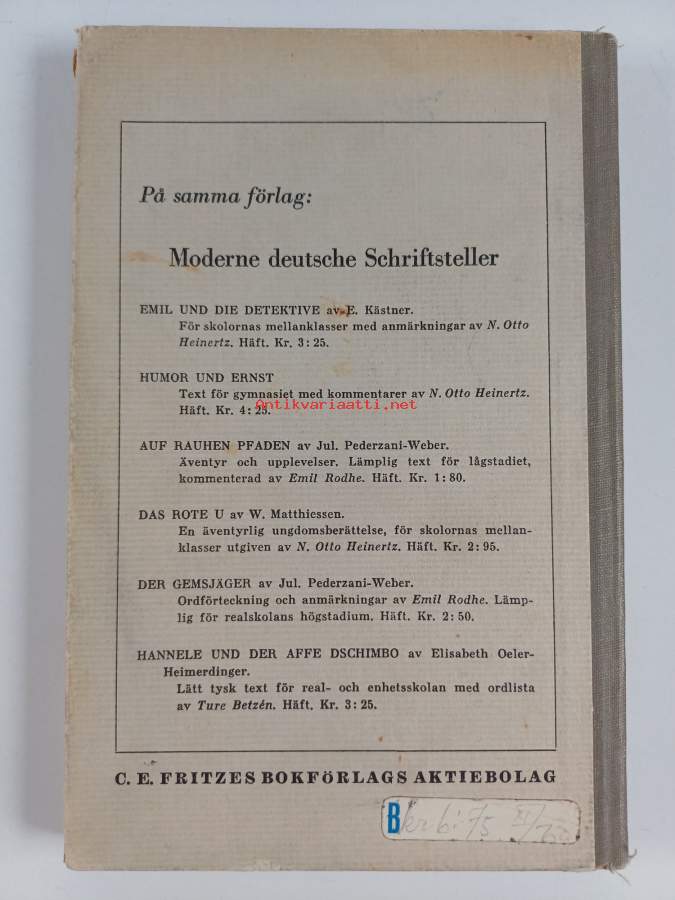 På samma förlag:
Moderne deutsche Schriftsteller
EMIL UND DIE DETEKTIVE av E. Kästner.
För skolornas mellanklasser med anmärkningar av N. Otto
Heinertz. Häft. Kr. 3:25.
HUMOR UND ERNST
Text för gymnasiet med kommentarer av N. Otto Heinertz.
Häft. Kr. 4:25.
Antikvariaatti.net
AUF RAUHEN PFADEN av Jul. Pederzani-Weber.
Äventyr och upplevelser. Lämplig text för lågstadiet,
kommenterad av Emil Rodhe. Häft. Kr. 1:80.
DAS ROTE U av W. Matthiessen.
En äventyrlig ungdomsberättelse, för skolornas mellan-
klasser utgiven av N. Otto Heinertz. Häft. Kr. 2:95.
DER GEMSJÄGER av Jul. Pederzani-Weber.
Ordförteckning och anmärkningar av Emil Rodhe. Lämp-
lig för realskolans högstadium. Häft. Kr. 2:50.
HANNELE UND DER AFFE DSCHIMBO av Elisabeth Oeler-
Heimerdinger.
Lätt tysk text för real- och enhetsskolan med ordlista
av Ture Betzén. Häft. Kr. 3:25.
C. E. FRITZES BOKFÖRLAGS AKTIEBOLAG
B kr 6:75